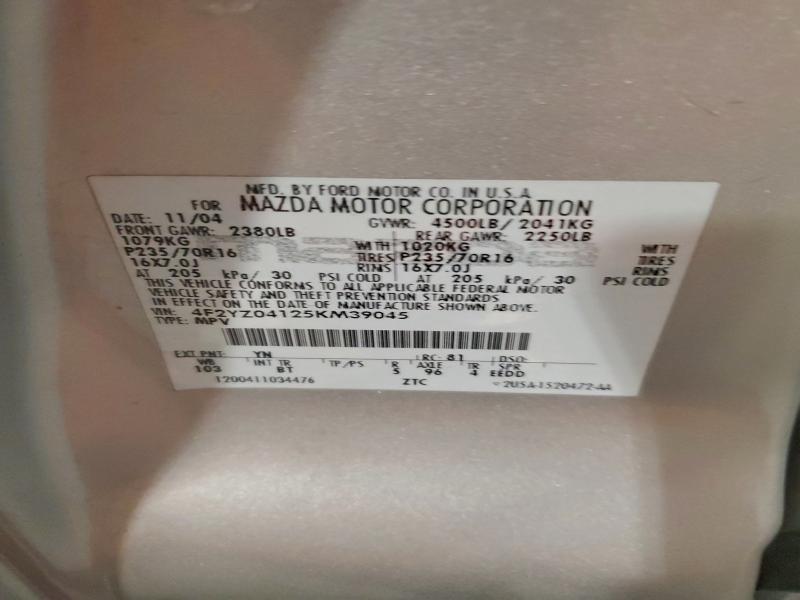 MFD. BY FORD MOTOR CO. IN U.S.A.
FOR MAZDA MOTOR CORPORATION
DATE: 11/04 GVWR: 4500LB/ 2041KG
FRONT GAWR: 2380LB REAR GAWR: 2250LB
1079KG WITH 1020KG WITH
P235/70R16 TIRES P235/70R16 TIRES
16X7.0J RIMS 16X7.0J RIMS
AT 205 kPa/ 30 PSI COLD AT 205 kPa/ 30 PSI COLD
THIS VEHICLE CONFORMS TO ALL APPLICABLE FEDERAL MOTOR
VEHICLE SAFETY AND THEFT PREVENTION STANDARDS
IN EFFECT ON THE DATE OF MANUFACTURE SHOWN ABOVE.
VIN: 4F2YZ04125KM39045
TYPE: MPV
EXT PNT: YN RC: 81 DSO:
WB INT TR TP/PS R AXLE TR SPR
103 BT 5 96 4 EEDD
1200411034476 ZTC 2U5A-1520472-AA